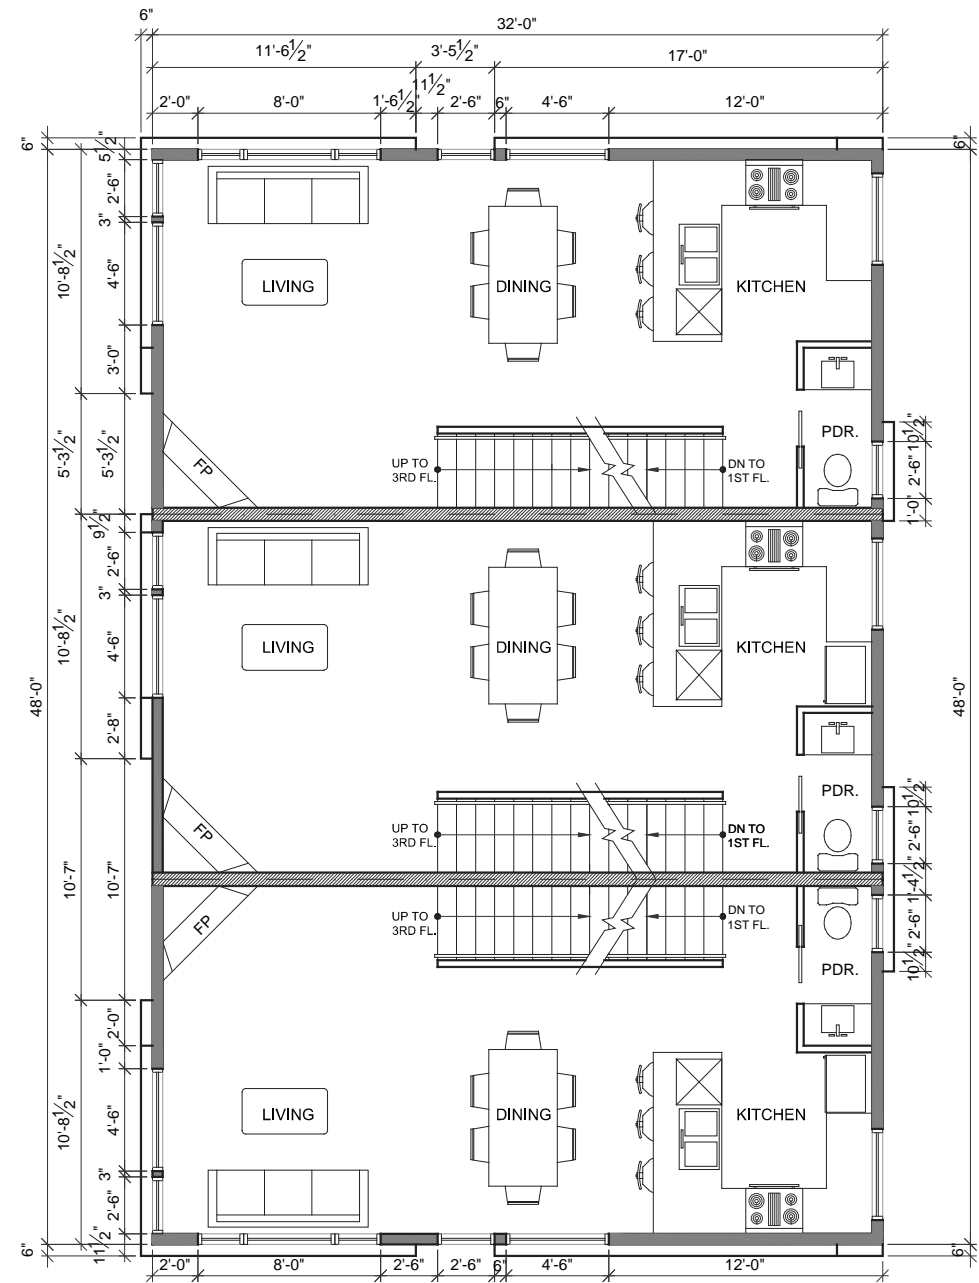 6" 32'-0"
11'-6½" 3'-5½" 17'-0"
11½"
2'-0" 8'-0" 1'-6½" 2'-6" 6" 4'-6" 12'-0"
6" 5½" 6"
2'-6"
3"
10'-8½" 4'-6"
LIVING DINING KITCHEN
3'-0"
5'-3½" 5'-3½" PDR. 10½"
FP UP TO DN TO 2'-6"
3RD FL. 1ST FL.
1'-0"
9½"
2'-6"
3"
10'-8½" 4'-6"
LIVING DINING KITCHEN
48'-0" 48'-0"
2'-8"
PDR. 10½"
FP UP TO DN TO 2'-6"
3RD FL. 1ST FL.
10'-7" 10'-7" 1'-4½"
FP UP TO DN TO 2'-6"
3RD FL. 1ST FL.
PDR. 10½"
2'-0"
1'-0"
10'-8½" 4'-6"
LIVING DINING KITCHEN
3"
2'-6"
6" 11½" 6"
2'-0" 8'-0" 2'-6" 2'-6" 6" 4'-6" 12'-0"